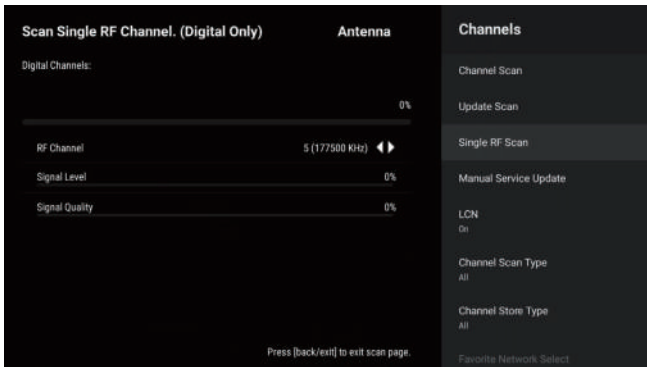 Scan Single RF Channel. (Digital Only) Antenna
Digital Channels:
0%
RF Channel 5 (177500 KHz)
Signal Level 0%
Signal Quality 0%
Press [back/exit] to exit scan page.
Channels
Channel Scan
Update Scan
Single RF Scan
Manual Service Update
LCN
On
Channel Scan Type
All
Channel Store Type
All
Favorite Network Select